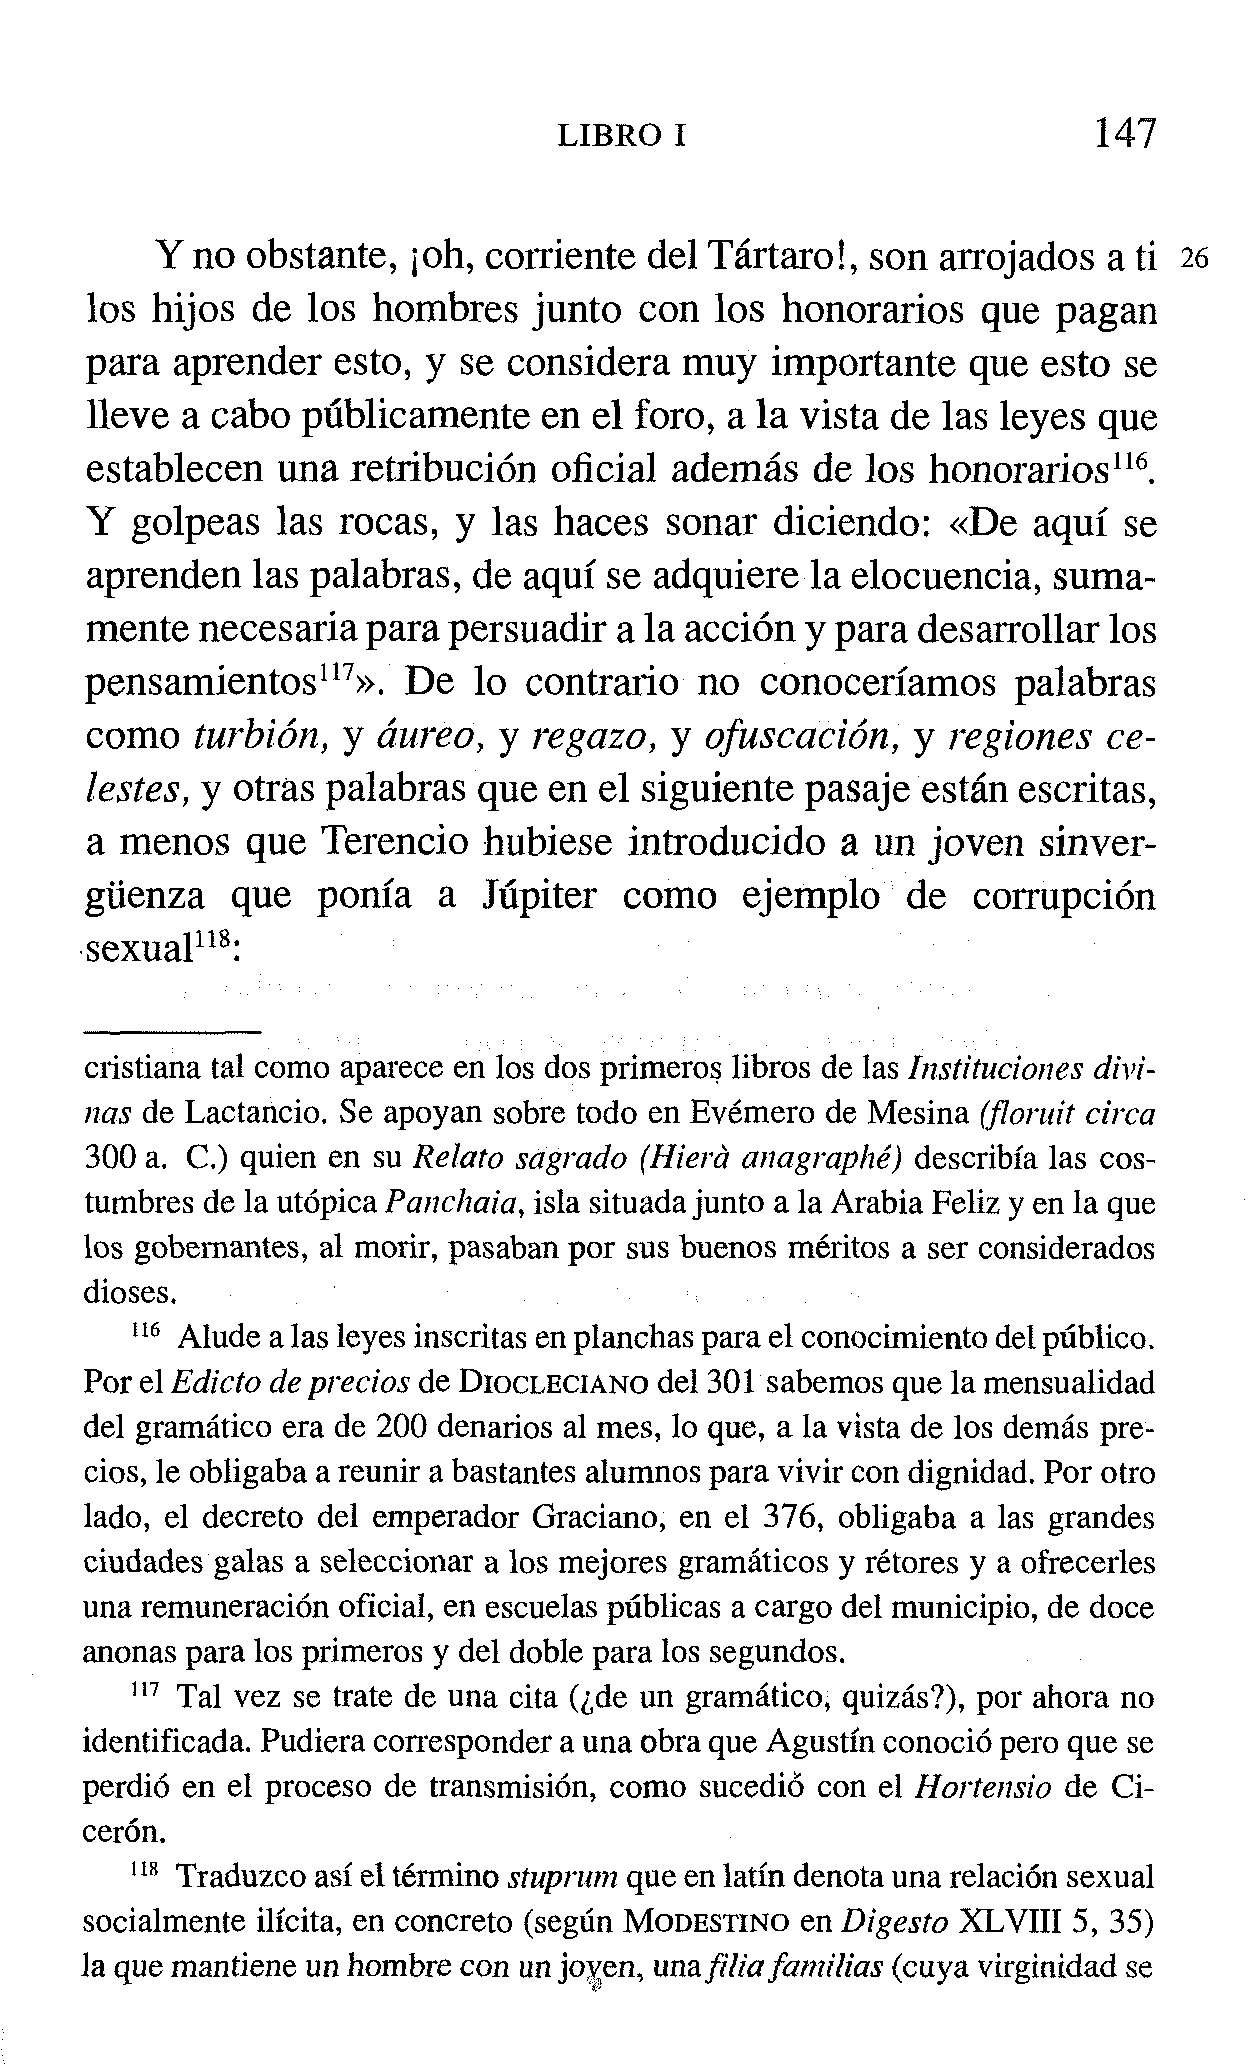 LIBRO I 147
Y no obstante, ¡oh, corriente del Tártaro!, son arrojados a ti 26
los hijos de los hombres junto con los honorarios que pagan
para aprender esto, y se considera muy importante que esto se
lleve a cabo públicamente en el foro, a la vista de las leyes que
establecen una retribución oficial además de los honorarios¹¹⁶.
Y golpeas las rocas, y las haces sonar diciendo: «De aquí se
aprenden las palabras, de aquí se adquiere la elocuencia, suma-
mente necesaria para persuadir a la acción y para desarrollar los
pensamientos¹¹⁷». De lo contrario no conoceríamos palabras
como turbión, y áureo, y regazo, y ofuscación, y regiones ce-
lestes, y otras palabras que en el siguiente pasaje están escritas,
a menos que Terencio hubiese introducido a un joven sinver-
güenza que ponía a Júpiter como ejemplo de corrupción
sexual¹¹⁸:
cristiana tal como aparece en los dos primeros libros de las Instituciones divi-
nas de Lactancio. Se apoyan sobre todo en Evémero de Mesina (floruit circa
300 a. C.) quien en su Relato sagrado (Hierà anagraphé) describía las cos-
tumbres de la utópica Panchaia, isla situada junto a la Arabia Feliz y en la que
los gobernantes, al morir, pasaban por sus buenos méritos a ser considerados
dioses.
¹¹⁶ Alude a las leyes inscritas en planchas para el conocimiento del público.
Por el Edicto de precios de DIOCLECIANO del 301 sabemos que la mensualidad
del gramático era de 200 denarios al mes, lo que, a la vista de los demás pre-
cios, le obligaba a reunir a bastantes alumnos para vivir con dignidad. Por otro
lado, el decreto del emperador Graciano, en el 376, obligaba a las grandes
ciudades galas a seleccionar a los mejores gramáticos y rétores y a ofrecerles
una remuneración oficial, en escuelas públicas a cargo del municipio, de doce
anonas para los primeros y del doble para los segundos.
¹¹⁷ Tal vez se trate de una cita (¿de un gramático, quizás?), por ahora no
identificada. Pudiera corresponder a una obra que Agustín conoció pero que se
perdió en el proceso de transmisión, como sucedió con el Hortensio de Ci-
cerón.
¹¹⁸ Traduzco así el término stuprum que en latín denota una relación sexual
socialmente ilícita, en concreto (según MODESTINO en Digesto XLVIII 5, 35)
la que mantiene un hombre con un joven, una filia familias (cuya virginidad se